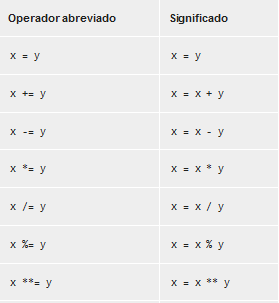 Operador abreviado Significado
x = y x = y
x += y x = x + y
x -= y x = x - y
x *= y x = x * y
x /= y x = x / y
x %= y x = x % y
x **= y x = x ** y